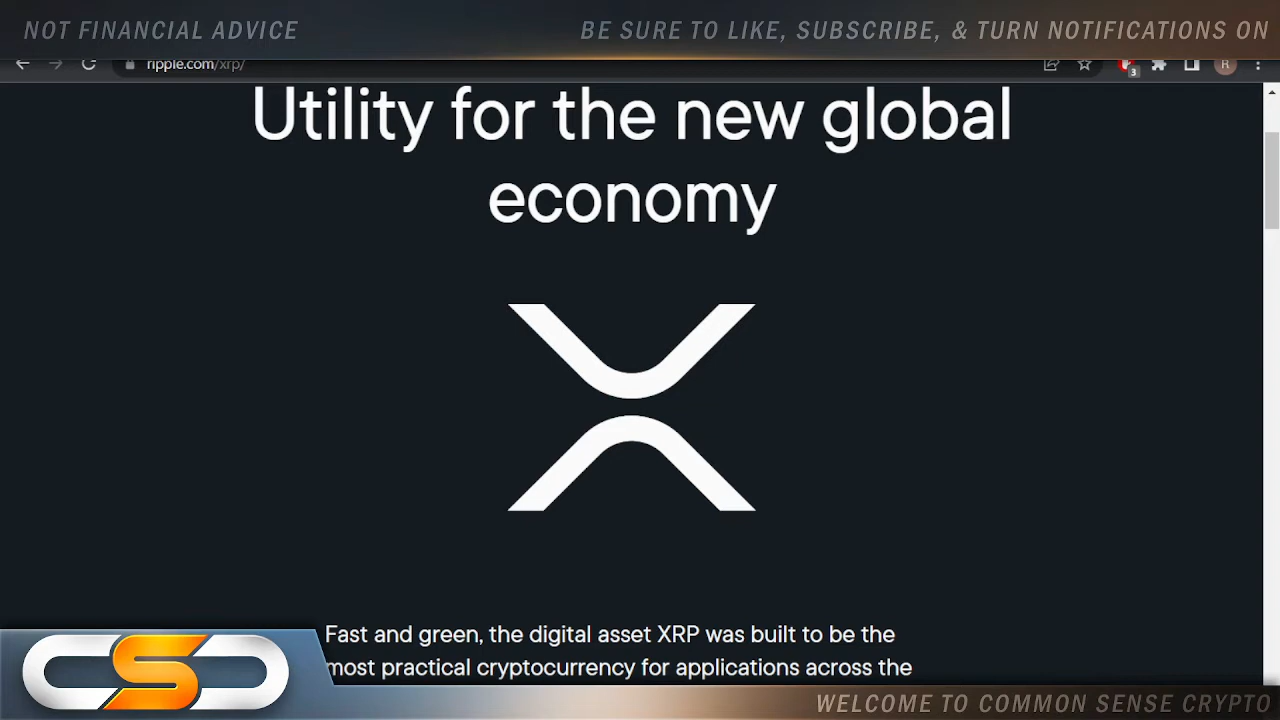 NOT FINANCIAL ADVICE
BE SURE TO LIKE, SUBSCRIBE, & TURN NOTIFICATIONS ON
ripple.com/xrp/
3
R
Utility for the new global
economy
Fast and green, the digital asset XRP was built to be the
most practical cryptocurrency for applications across the
CSC
WELCOME TO COMMON SENSE CRYPTO